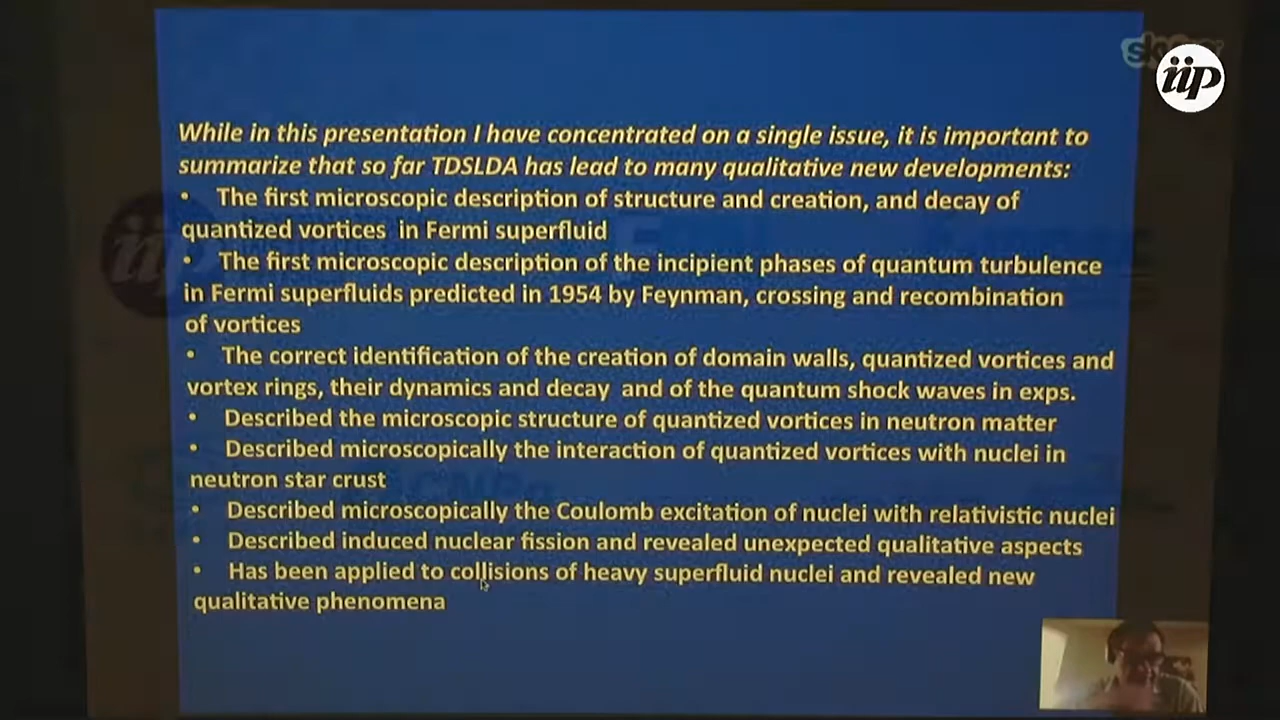 skype
iip
While in this presentation I have concentrated on a single issue, it is important to
summarize that so far TDSLDA has lead to many qualitative new developments:
• The first microscopic description of structure and creation, and decay of
quantized vortices in Fermi superfluid
• The first microscopic description of the incipient phases of quantum turbulence
in Fermi superfluids predicted in 1954 by Feynman, crossing and recombination
of vortices
• The correct identification of the creation of domain walls, quantized vortices and
vortex rings, their dynamics and decay and of the quantum shock waves in exps.
• Described the microscopic structure of quantized vortices in neutron matter
• Described microscopically the interaction of quantized vortices with nuclei in
neutron star crust
• Described microscopically the Coulomb excitation of nuclei with relativistic nuclei
• Described induced nuclear fission and revealed unexpected qualitative aspects
• Has been applied to collisions of heavy superfluid nuclei and revealed new
qualitative phenomena